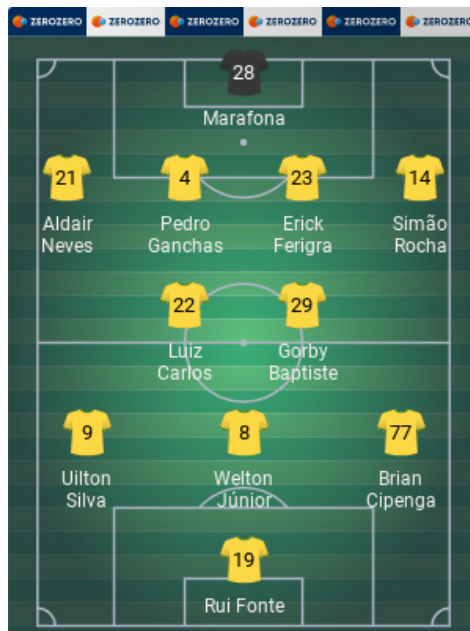 ZEROZERO ZEROZERO ZEROZERO ZEROZERO ZEROZERO ZEROZERO
28
Marafona
21 4 23 14
Aldair Pedro Erick Simão
Neves Ganchas Ferigra Rocha
22 29
Luiz Gorby
Carlos Baptiste
9 8 77
Uilton Welton Brian
Silva Júnior Cipenga
19
Rui Fonte